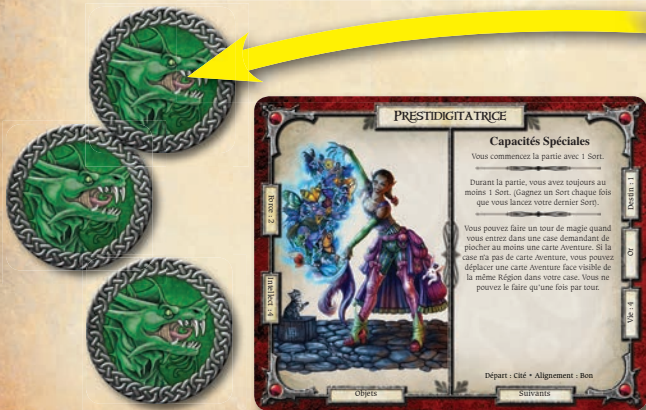 PRESTIDIGITATRICE
Force : 2
Intellect : 4
Capacités Spéciales
Vous commencez la partie avec 1 Sort.
Durant la partie, vous avez toujours au
moins 1 Sort. (Gagnez un Sort chaque fois
que vous lancez votre dernier Sort).
Vous pouvez faire un tour de magie quand
vous entrez dans une case demandant de
piocher au moins une carte Aventure. Si la
case n'a pas de carte Aventure, vous pouvez
déplacer une carte Aventure face visible de
la même Région dans votre case. Vous ne
pouvez le faire qu'une fois par tour.
Départ : Cité • Alignement : Bon
Destin : 1
Or
Vie : 4
Objets
Suivants